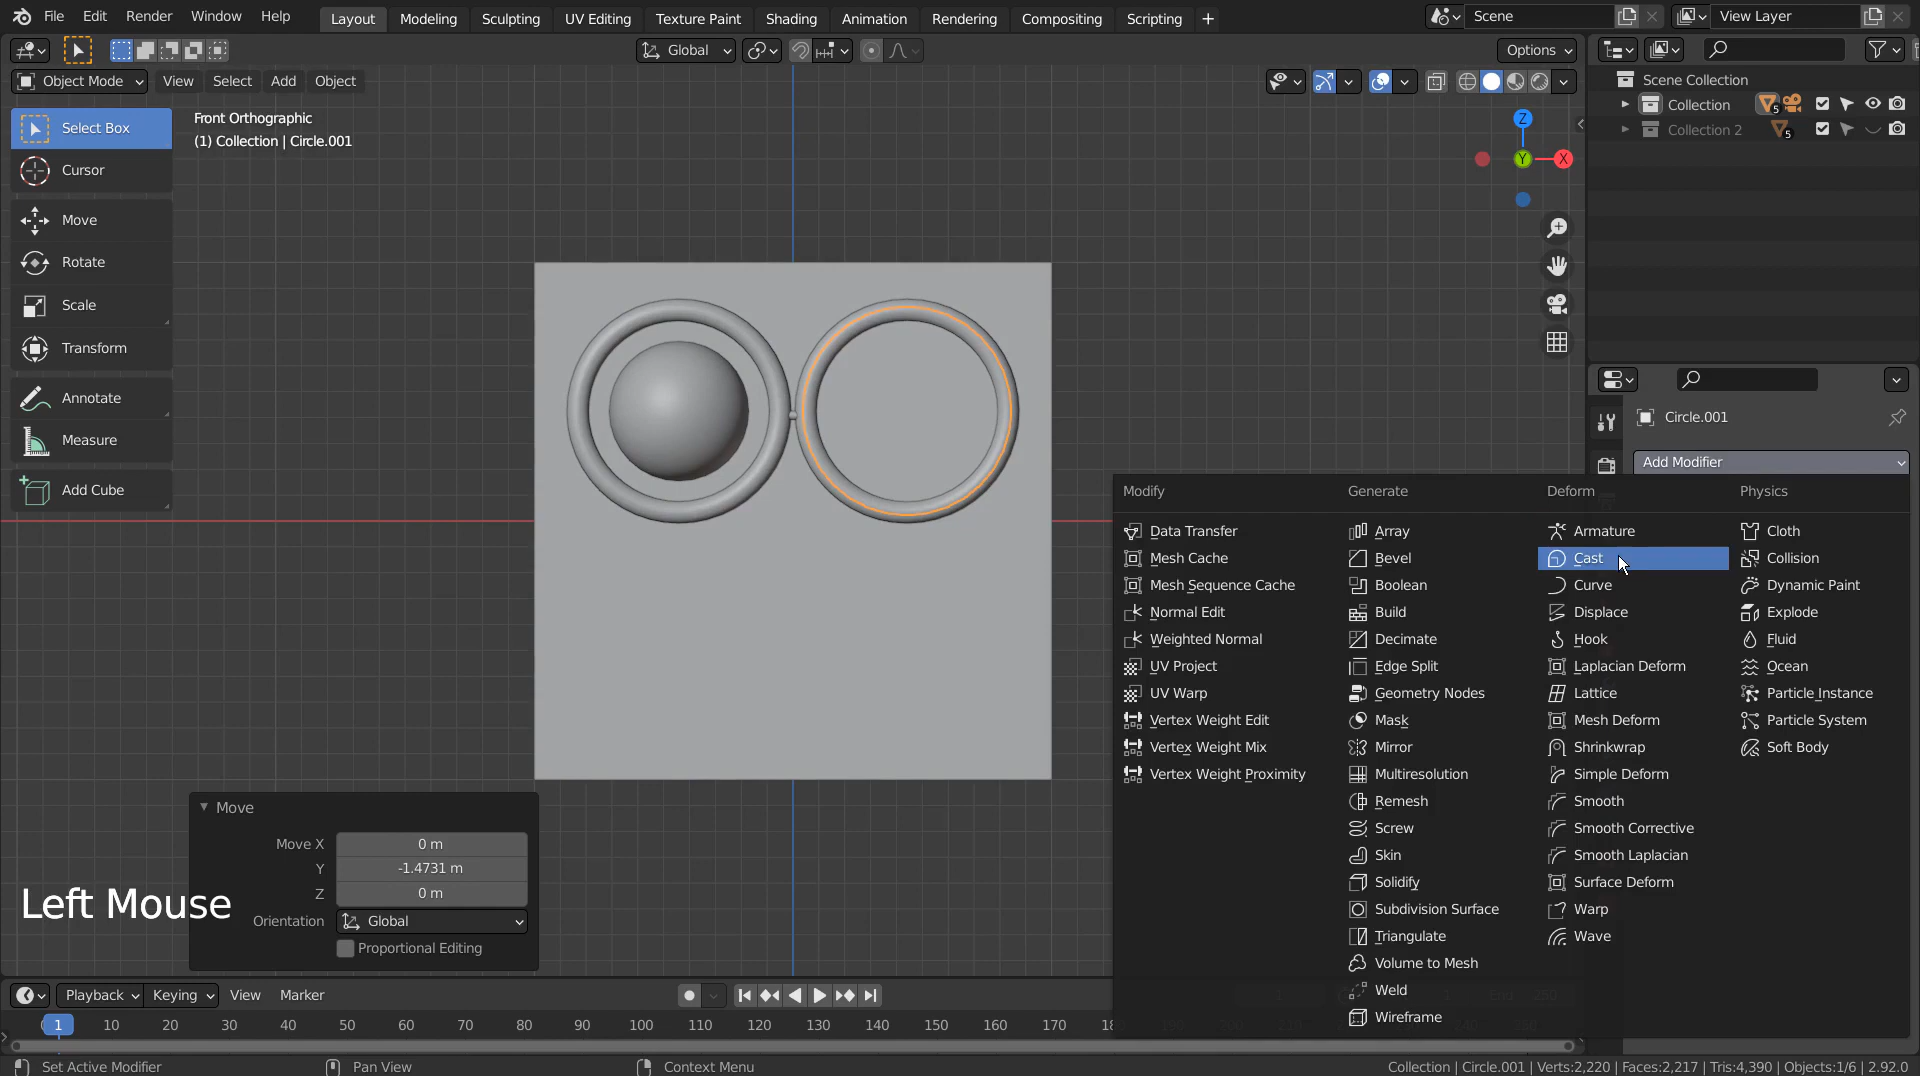 File Edit Render Window Help
Layout Modeling Sculpting UV Editing Texture Paint Shading Animation Rendering Compositing Scripting +
Scene
View Layer
Global
Options
Object Mode View Select Add Object
Scene Collection
Collection 5
Collection 2 5
Select Box
Cursor
Move
Rotate
Scale
Transform
Annotate
Measure
Add Cube
Front Orthographic
(1) Collection | Circle.001
Z
Y
X
Circle.001
Add Modifier
Modify Generate Deform Physics
Data Transfer Array Armature Cloth
Mesh Cache Bevel Cast Collision
Mesh Sequence Cache Boolean Curve Dynamic Paint
Normal Edit Build Displace Explode
Weighted Normal Decimate Hook Fluid
UV Project Edge Split Laplacian Deform Ocean
UV Warp Geometry Nodes Lattice Particle Instance
Vertex Weight Edit Mask Mesh Deform Particle System
Vertex Weight Mix Mirror Shrinkwrap Soft Body
Vertex Weight Proximity Multiresolution Simple Deform
Remesh Smooth
Screw Smooth Corrective
Skin Smooth Laplacian
Solidify Surface Deform
Subdivision Surface Warp
Triangulate Wave
Volume to Mesh
Weld
Wireframe
Move
Move X 0 m
Y -1.4731 m
Z 0 m
Orientation Global
Proportional Editing
Left Mouse
Playback Keying View Marker
1 10 20 30 40 50 60 70 80 90 100 110 120 130 140 150 160 170
Set Active Modifier Pan View Context Menu
Collection | Circle.001 | Verts:2,220 | Faces:2,217 | Tris:4,390 | Objects:1/6 | 2.92.0